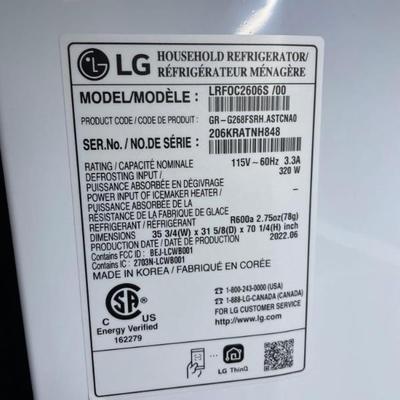 LG HOUSEHOLD REFRIGERATOR/
RÉFRIGÉRATEUR MÉNAGÈRE
MODEL/MODÈLE : LRFOC2606S /00
PRODUCT CODE / CODE DE PRODUIT : GR-G268FSRH.ASTCNA0
SER.No./ NO.DE SÉRIE : 206KRATNH848
RATING / CAPACITÉ NOMINALE 115V~60Hz 3.3A
DEFROSTING INPUT / 320 W
PUISSANCE ABSORBÉE EN DÉGIVRAGE
POWER INPUT OF ICEMAKER HEATER / -
PUISSANCE ABSORBÉE DE LA
RÉSISTANCE DE LA FABRIQUE DE GLACE
REFRIGERANT / RÉFRIGÉRANT R600a 2.75oz(78g)
DIMENSION 35 3/4(W) x 31 5/8(D) x 70 1/4(H) inch
PRODUCTION DATE / 2022.06
DATE DE PRODUCTION
Contains FCC ID : BEJ-LCW8001
Contains IC : 2703N-LCW8001
MADE IN KOREA / FABRIQUÉ EN CORÉE
1-800-243-0000 (USA)
1-888-LG-CANADA (CANADA)
FOR LG CUSTOMER SERVICE
http://www.lg.com
SA
C US
Energy Verified
162279
LG ThinQ